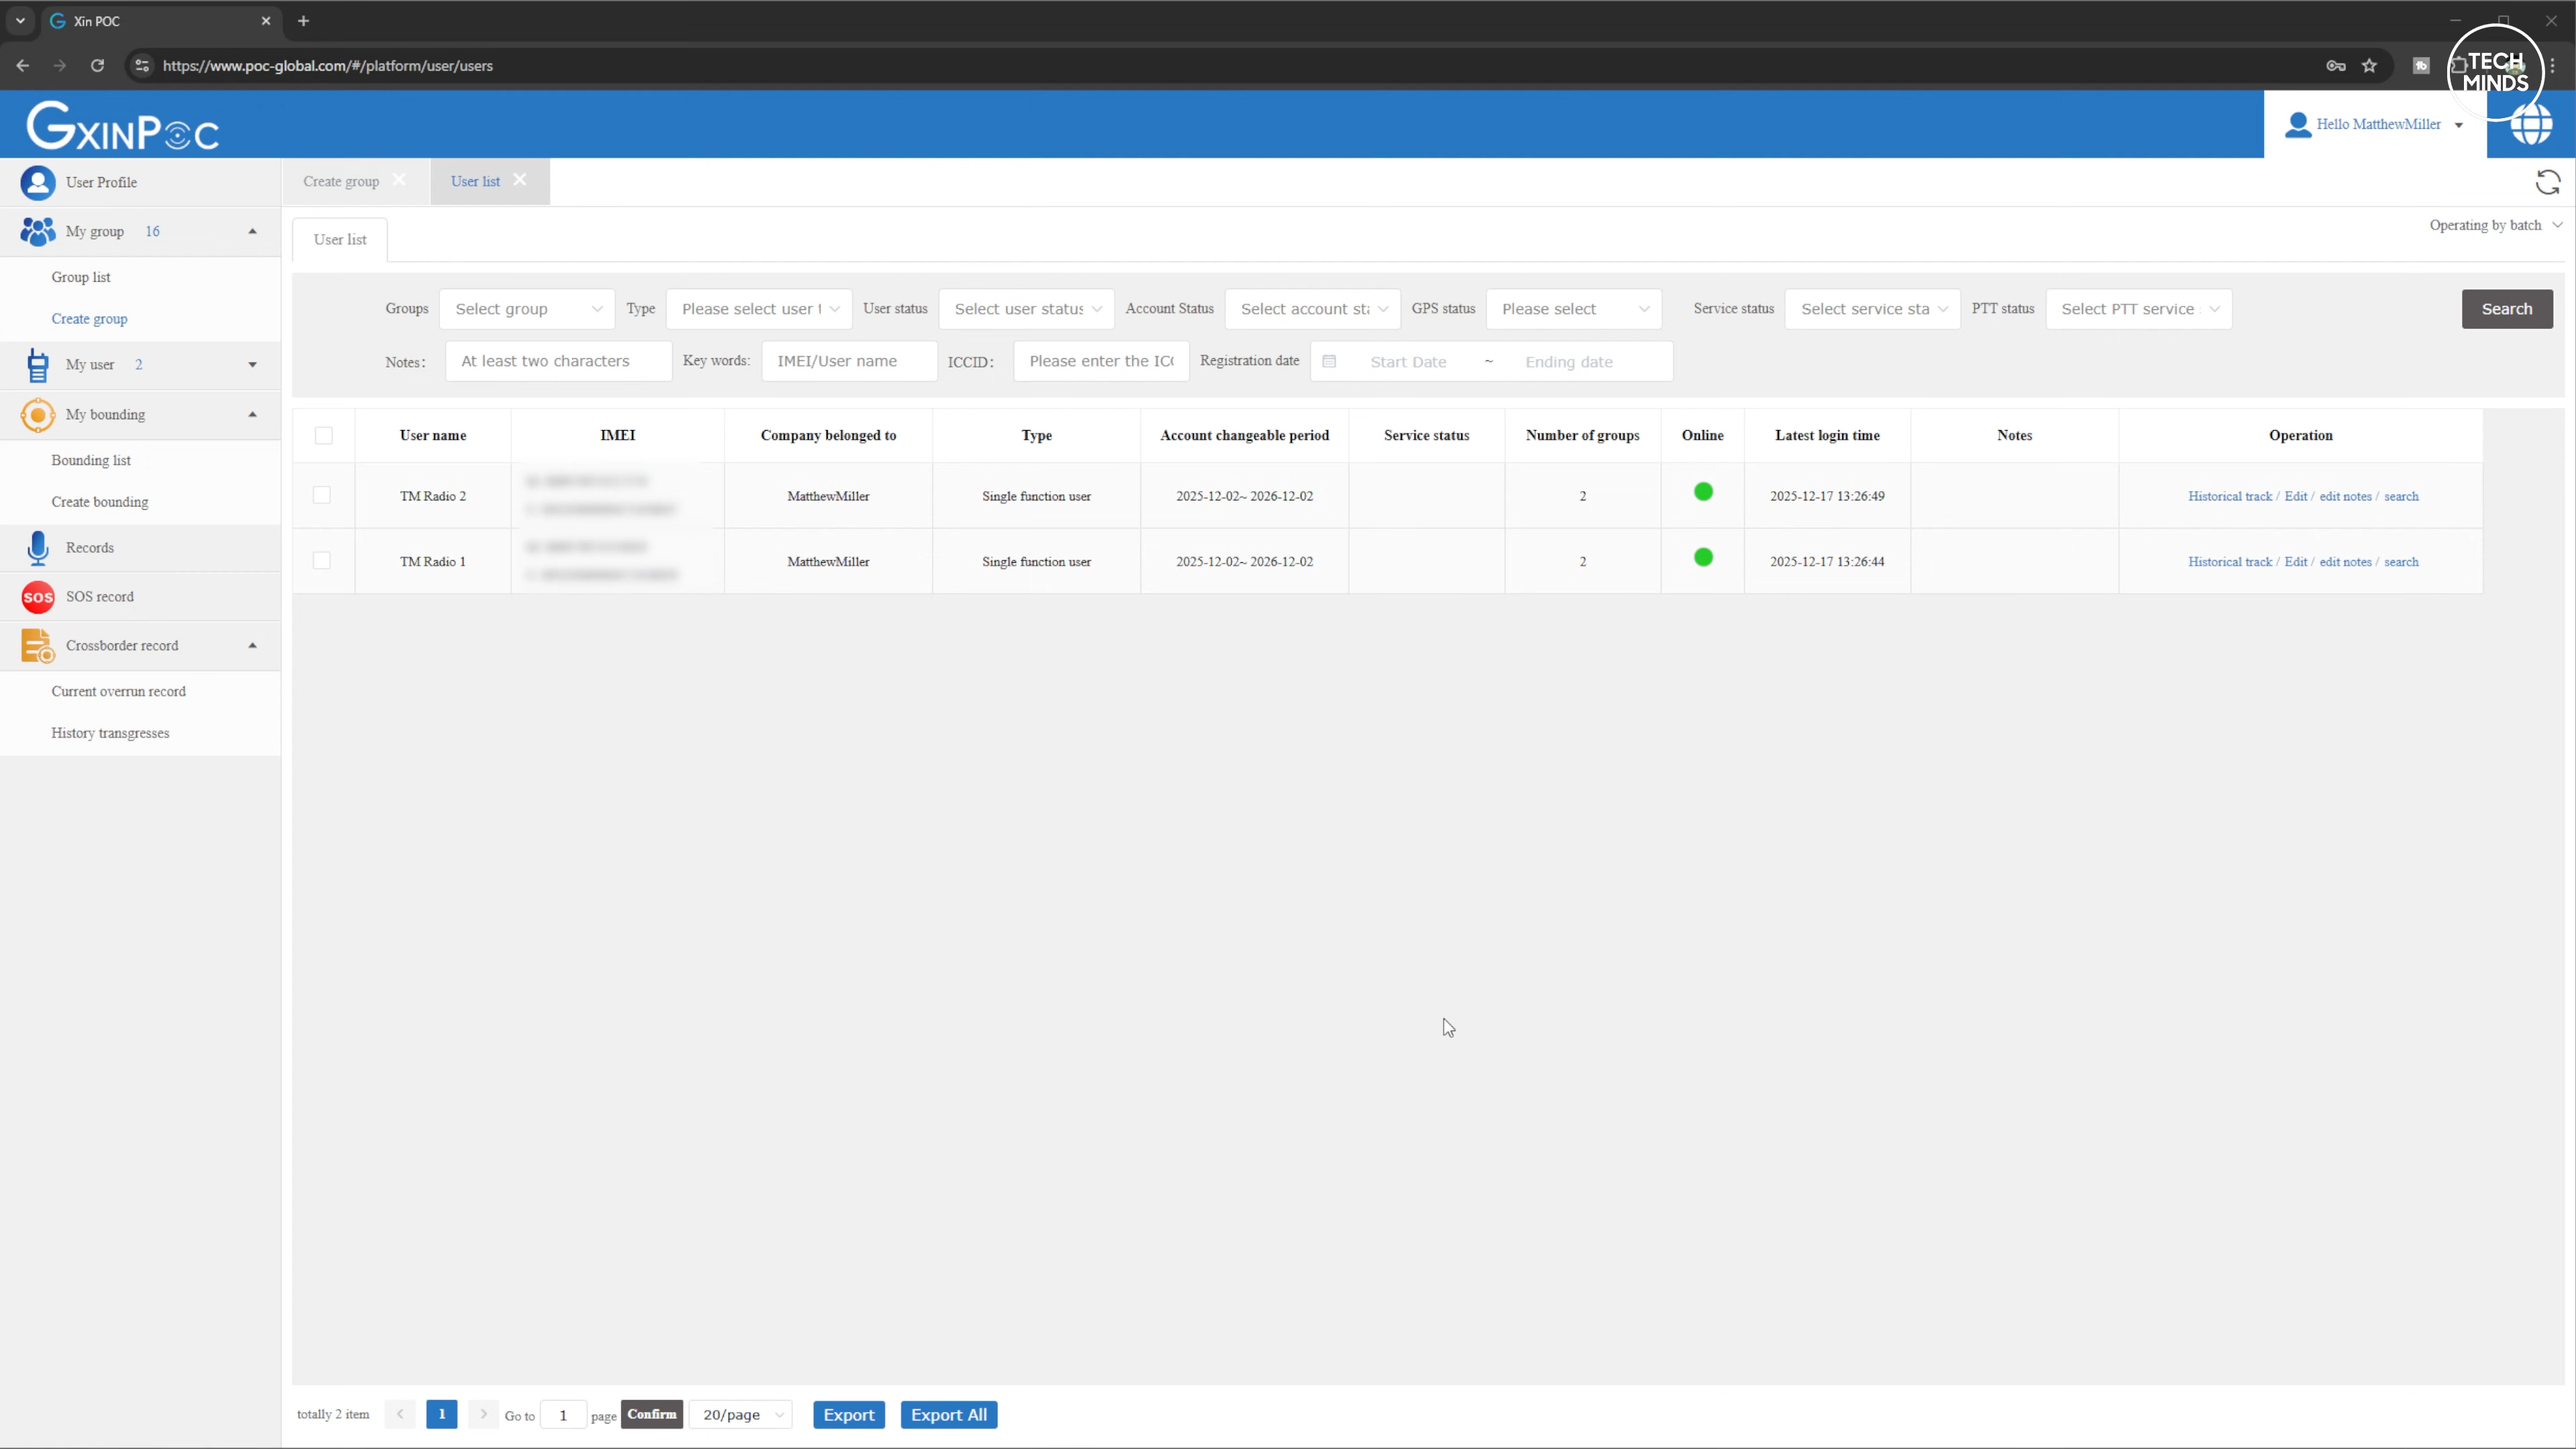 Xin POC
https://www.poc-global.com/#/platform/user/users
TECH
MINDS
GXINPOC
Hello MatthewMiller
User Profile
My group 16
Group list
Create group
My user 2
My bounding
Bounding list
Create bounding
Records
SOS SOS record
Crossborder record
Current overrun record
History transgresses
Create group User list
User list
Operating by batch
Groups Select group Type Please select user t User status Select user status Account Status Select account sta GPS status Please select Service status Select service sta PTT status Select PTT service Search
Notes: At least two characters Key words: IMEI/User name ICCID: Please enter the ICC Registration date Start Date ~ Ending date
User name IMEI Company belonged to Type Account changeable period Service status Number of groups Online Latest login time Notes Operation
TM Radio 2 MatthewMiller Single function user 2025-12-02~ 2026-12-02 2 2025-12-17 13:26:49 Historical track / Edit / edit notes / search
TM Radio 1 MatthewMiller Single function user 2025-12-02~ 2026-12-02 2 2025-12-17 13:26:44 Historical track / Edit / edit notes / search
totally 2 item < 1 > Go to 1 page Confirm 20/page Export Export All